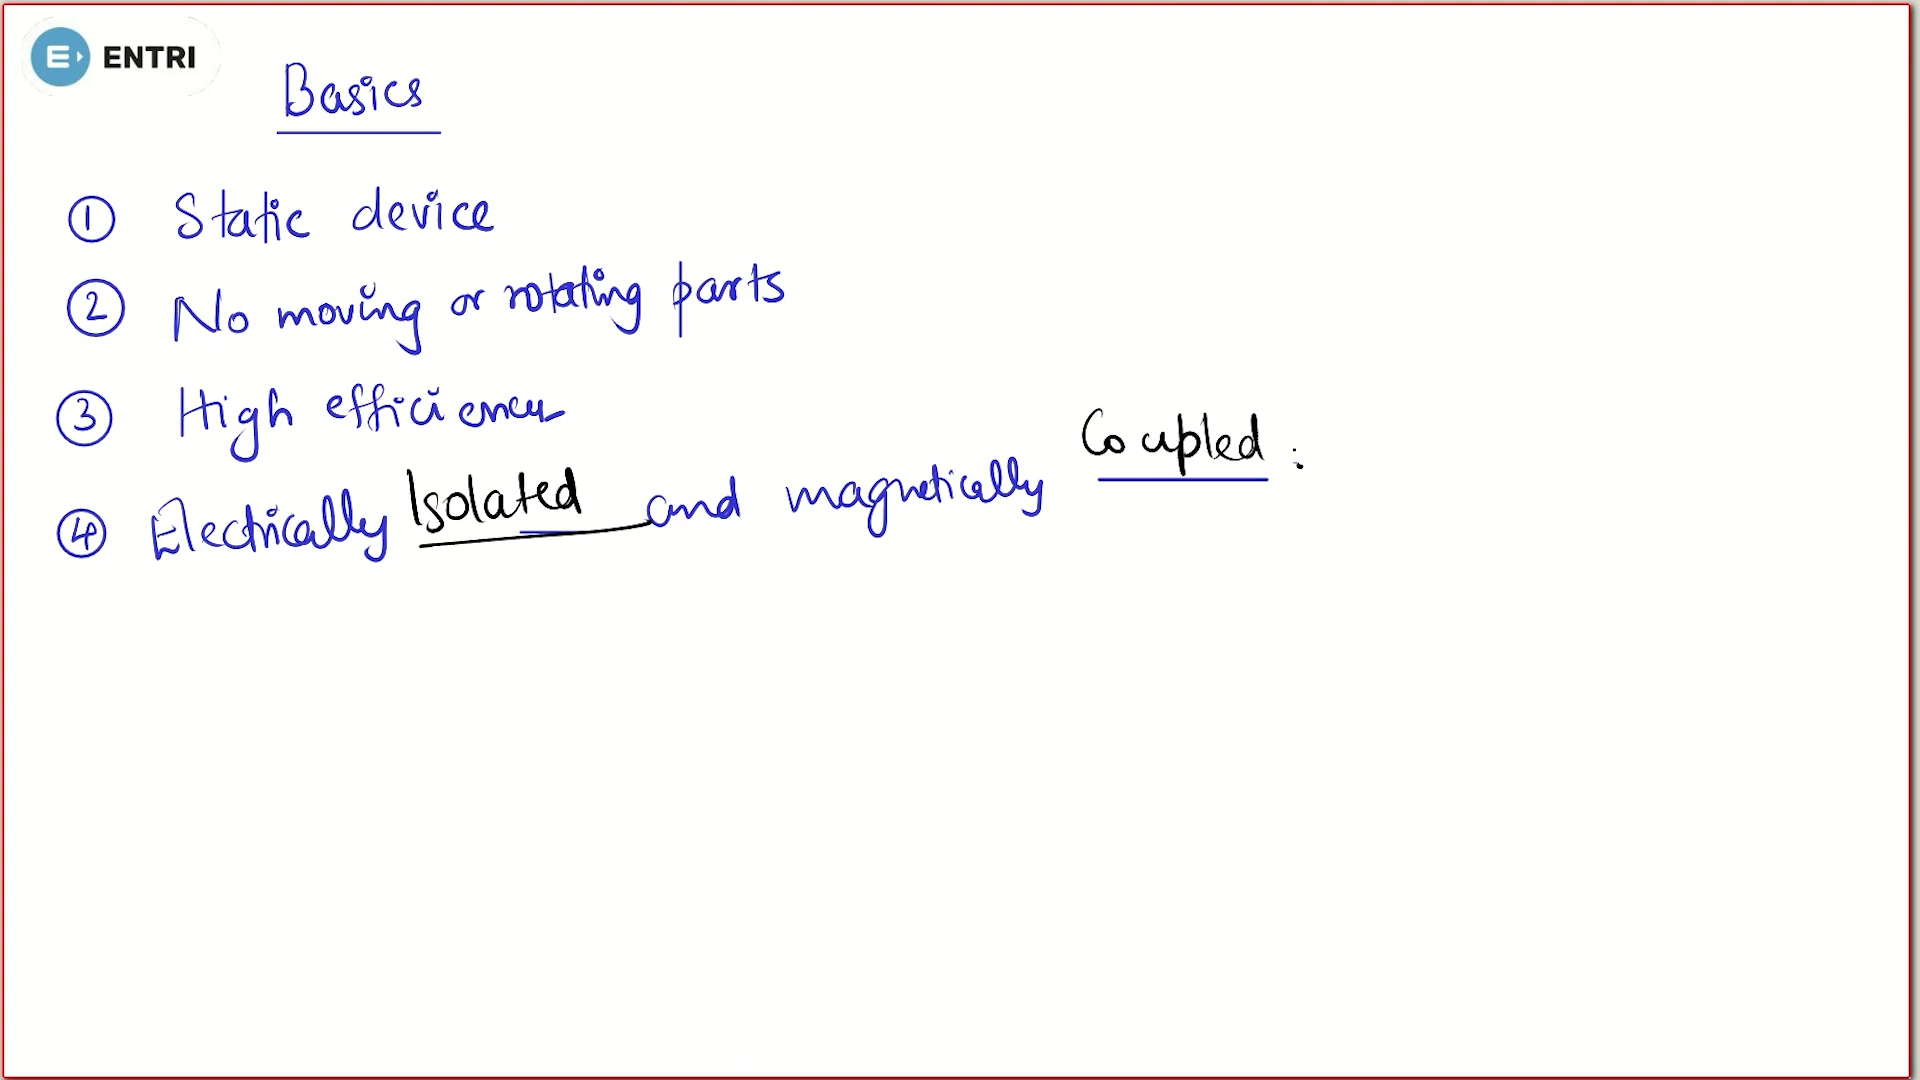 ENTRI
Basics
① Static device
② No moving or rotating parts
③ High efficiency
④ Electrically Isolated and magnetically Coupled :